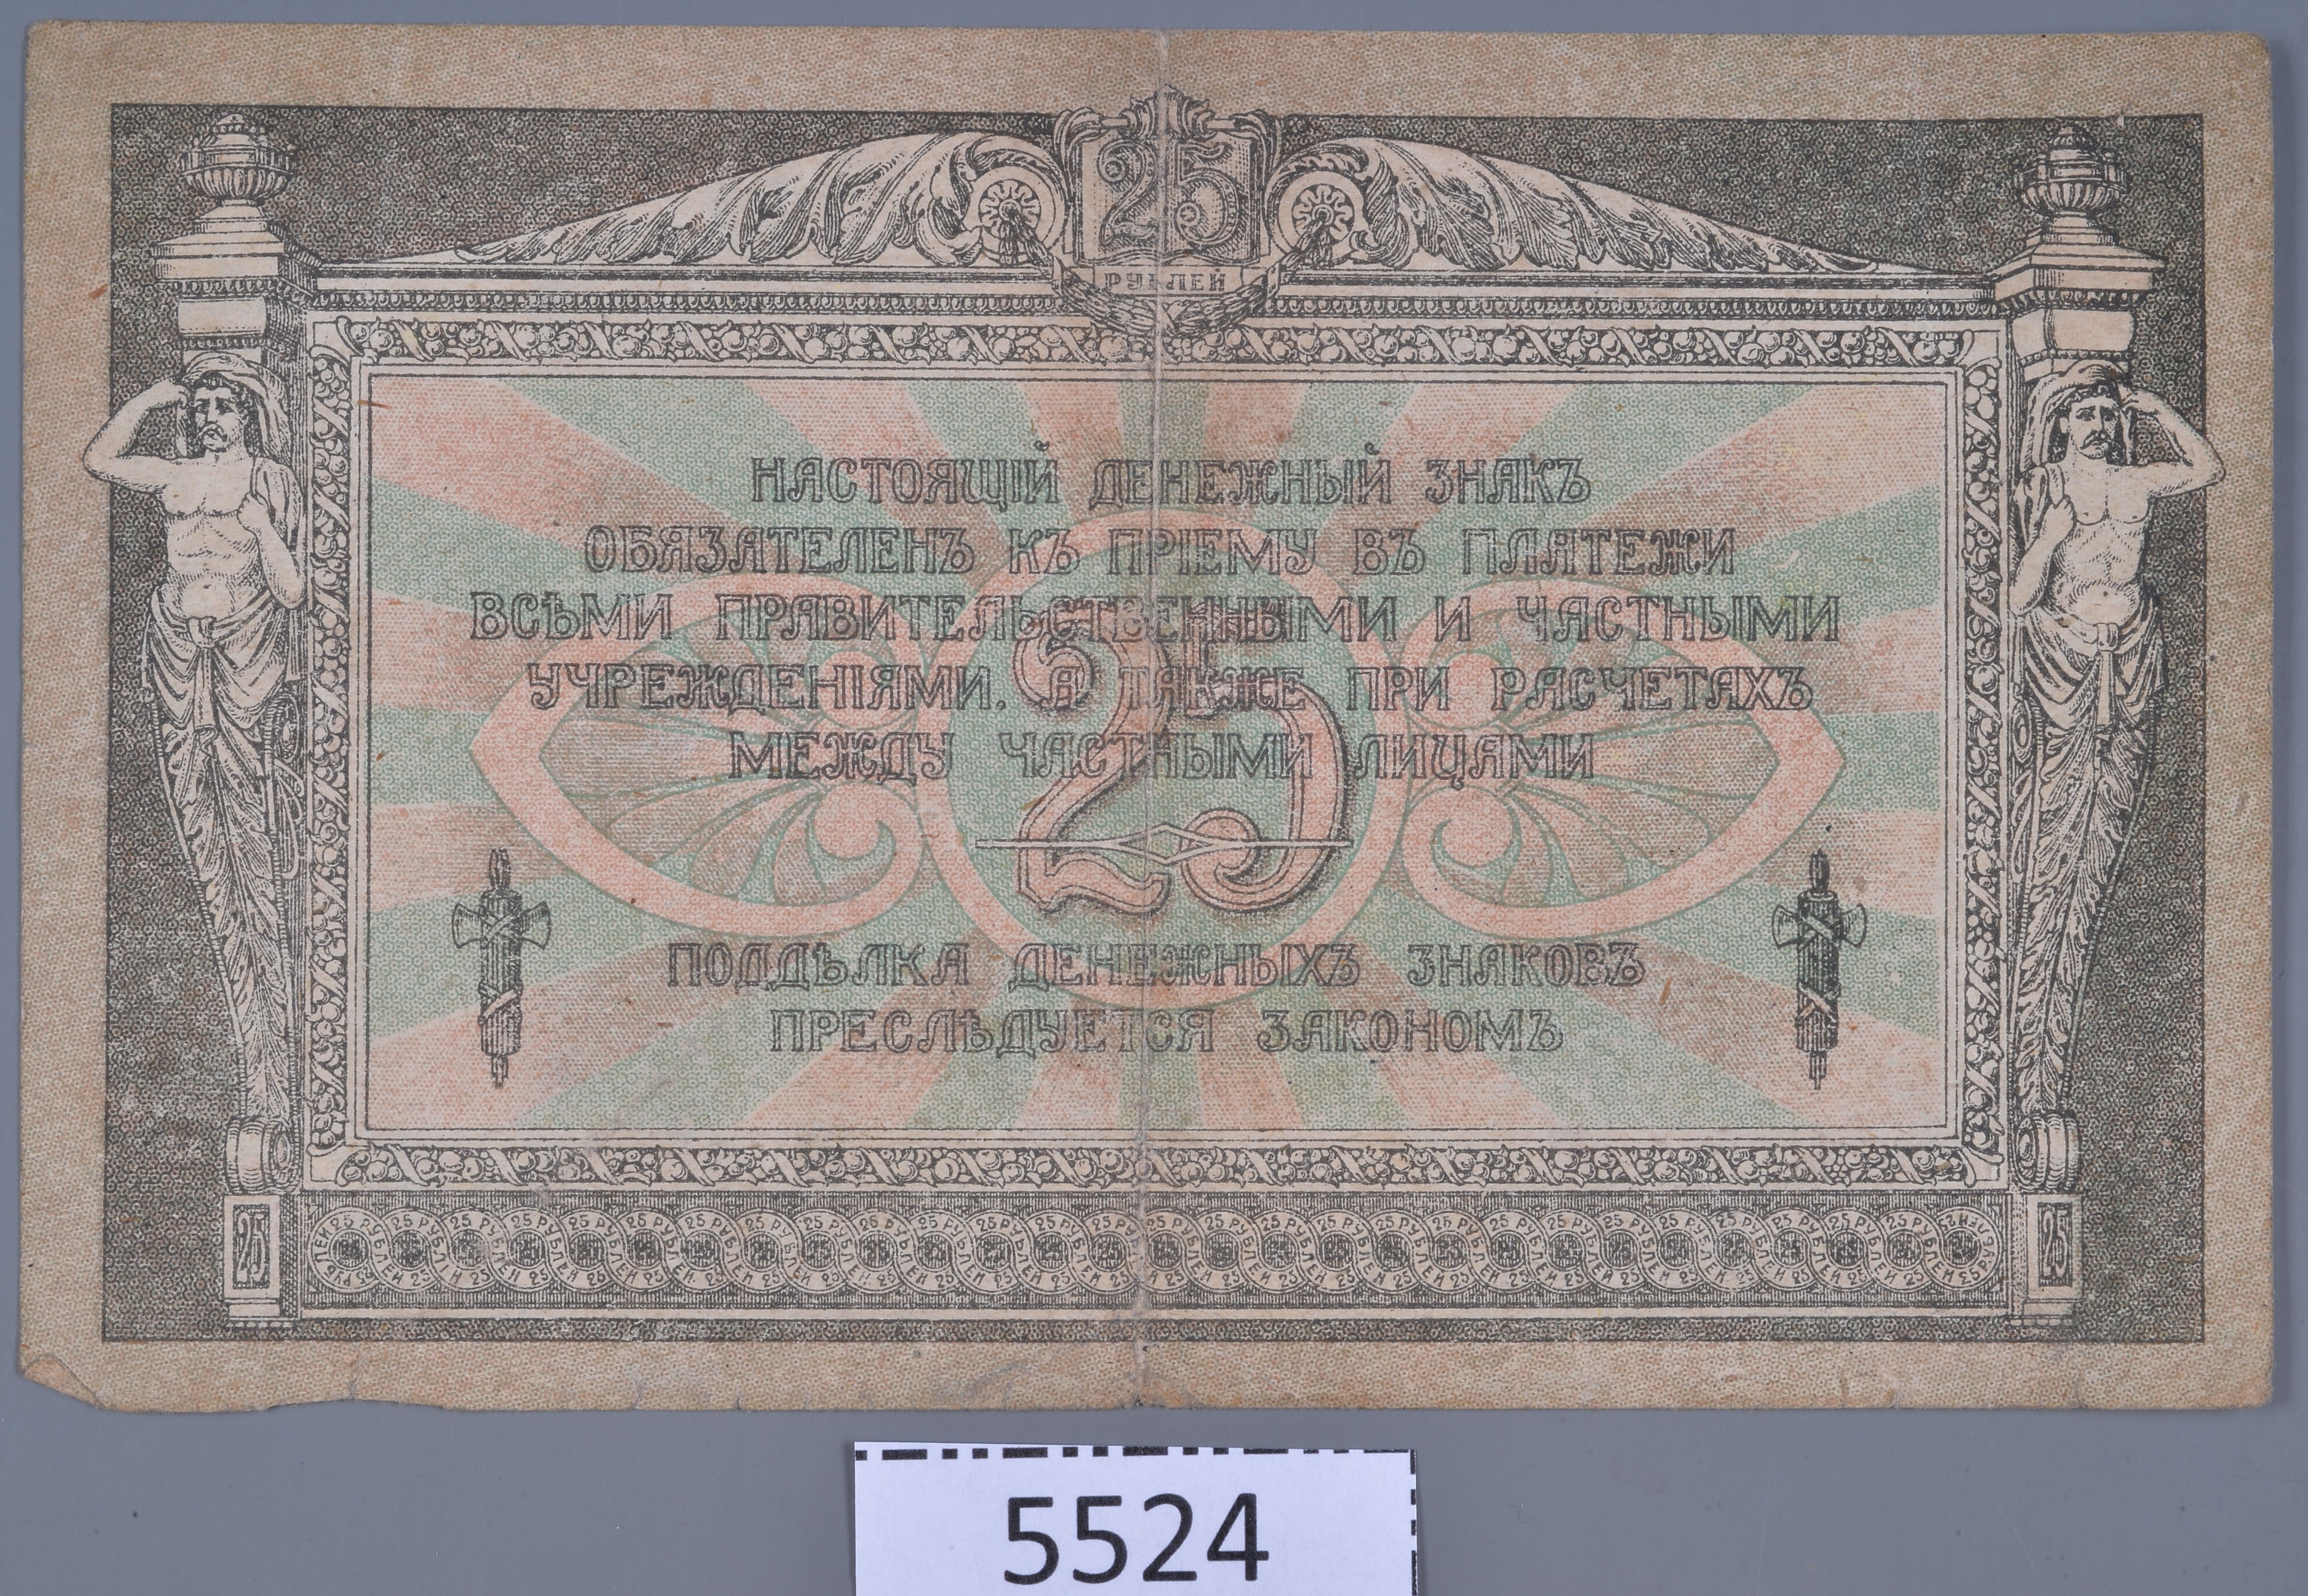 25
РУБЛЕЙ
НАСТОЯЩІЙ ДЕНЕЖНЫЙ ЗНАКЪ
ОБЯЗАТЕЛЕНЪ КЪ ПРІЕМУ ВЪ ПЛАТЕЖИ
ВСѢМИ ПРАВИТЕЛЬСТВЕННЫМИ И ЧАСТНЫМИ
УЧРЕЖДЕНІЯМИ. А ТАКЖЕ ПРИ РАСЧЕТАХЪ
МЕЖДУ ЧАСТНЫМИ ЛИЦАМИ
25
ПОДДѢЛКА ДЕНЕЖНЫХЪ ЗНАКОВЪ
ПРЕСЛѢДУЕТСЯ ЗАКОНОМЪ
25 25
5524